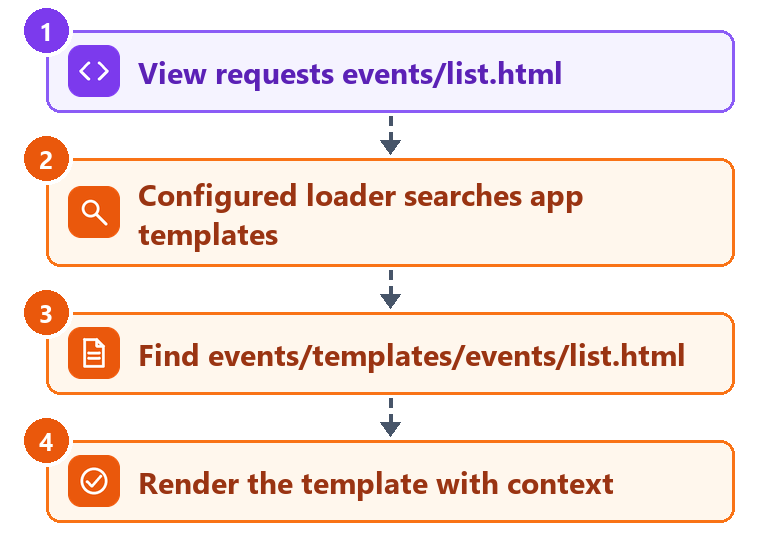 1
View requests events/list.html
2
Configured loader searches app
templates
3
Find events/templates/events/list.html
4
Render the template with context